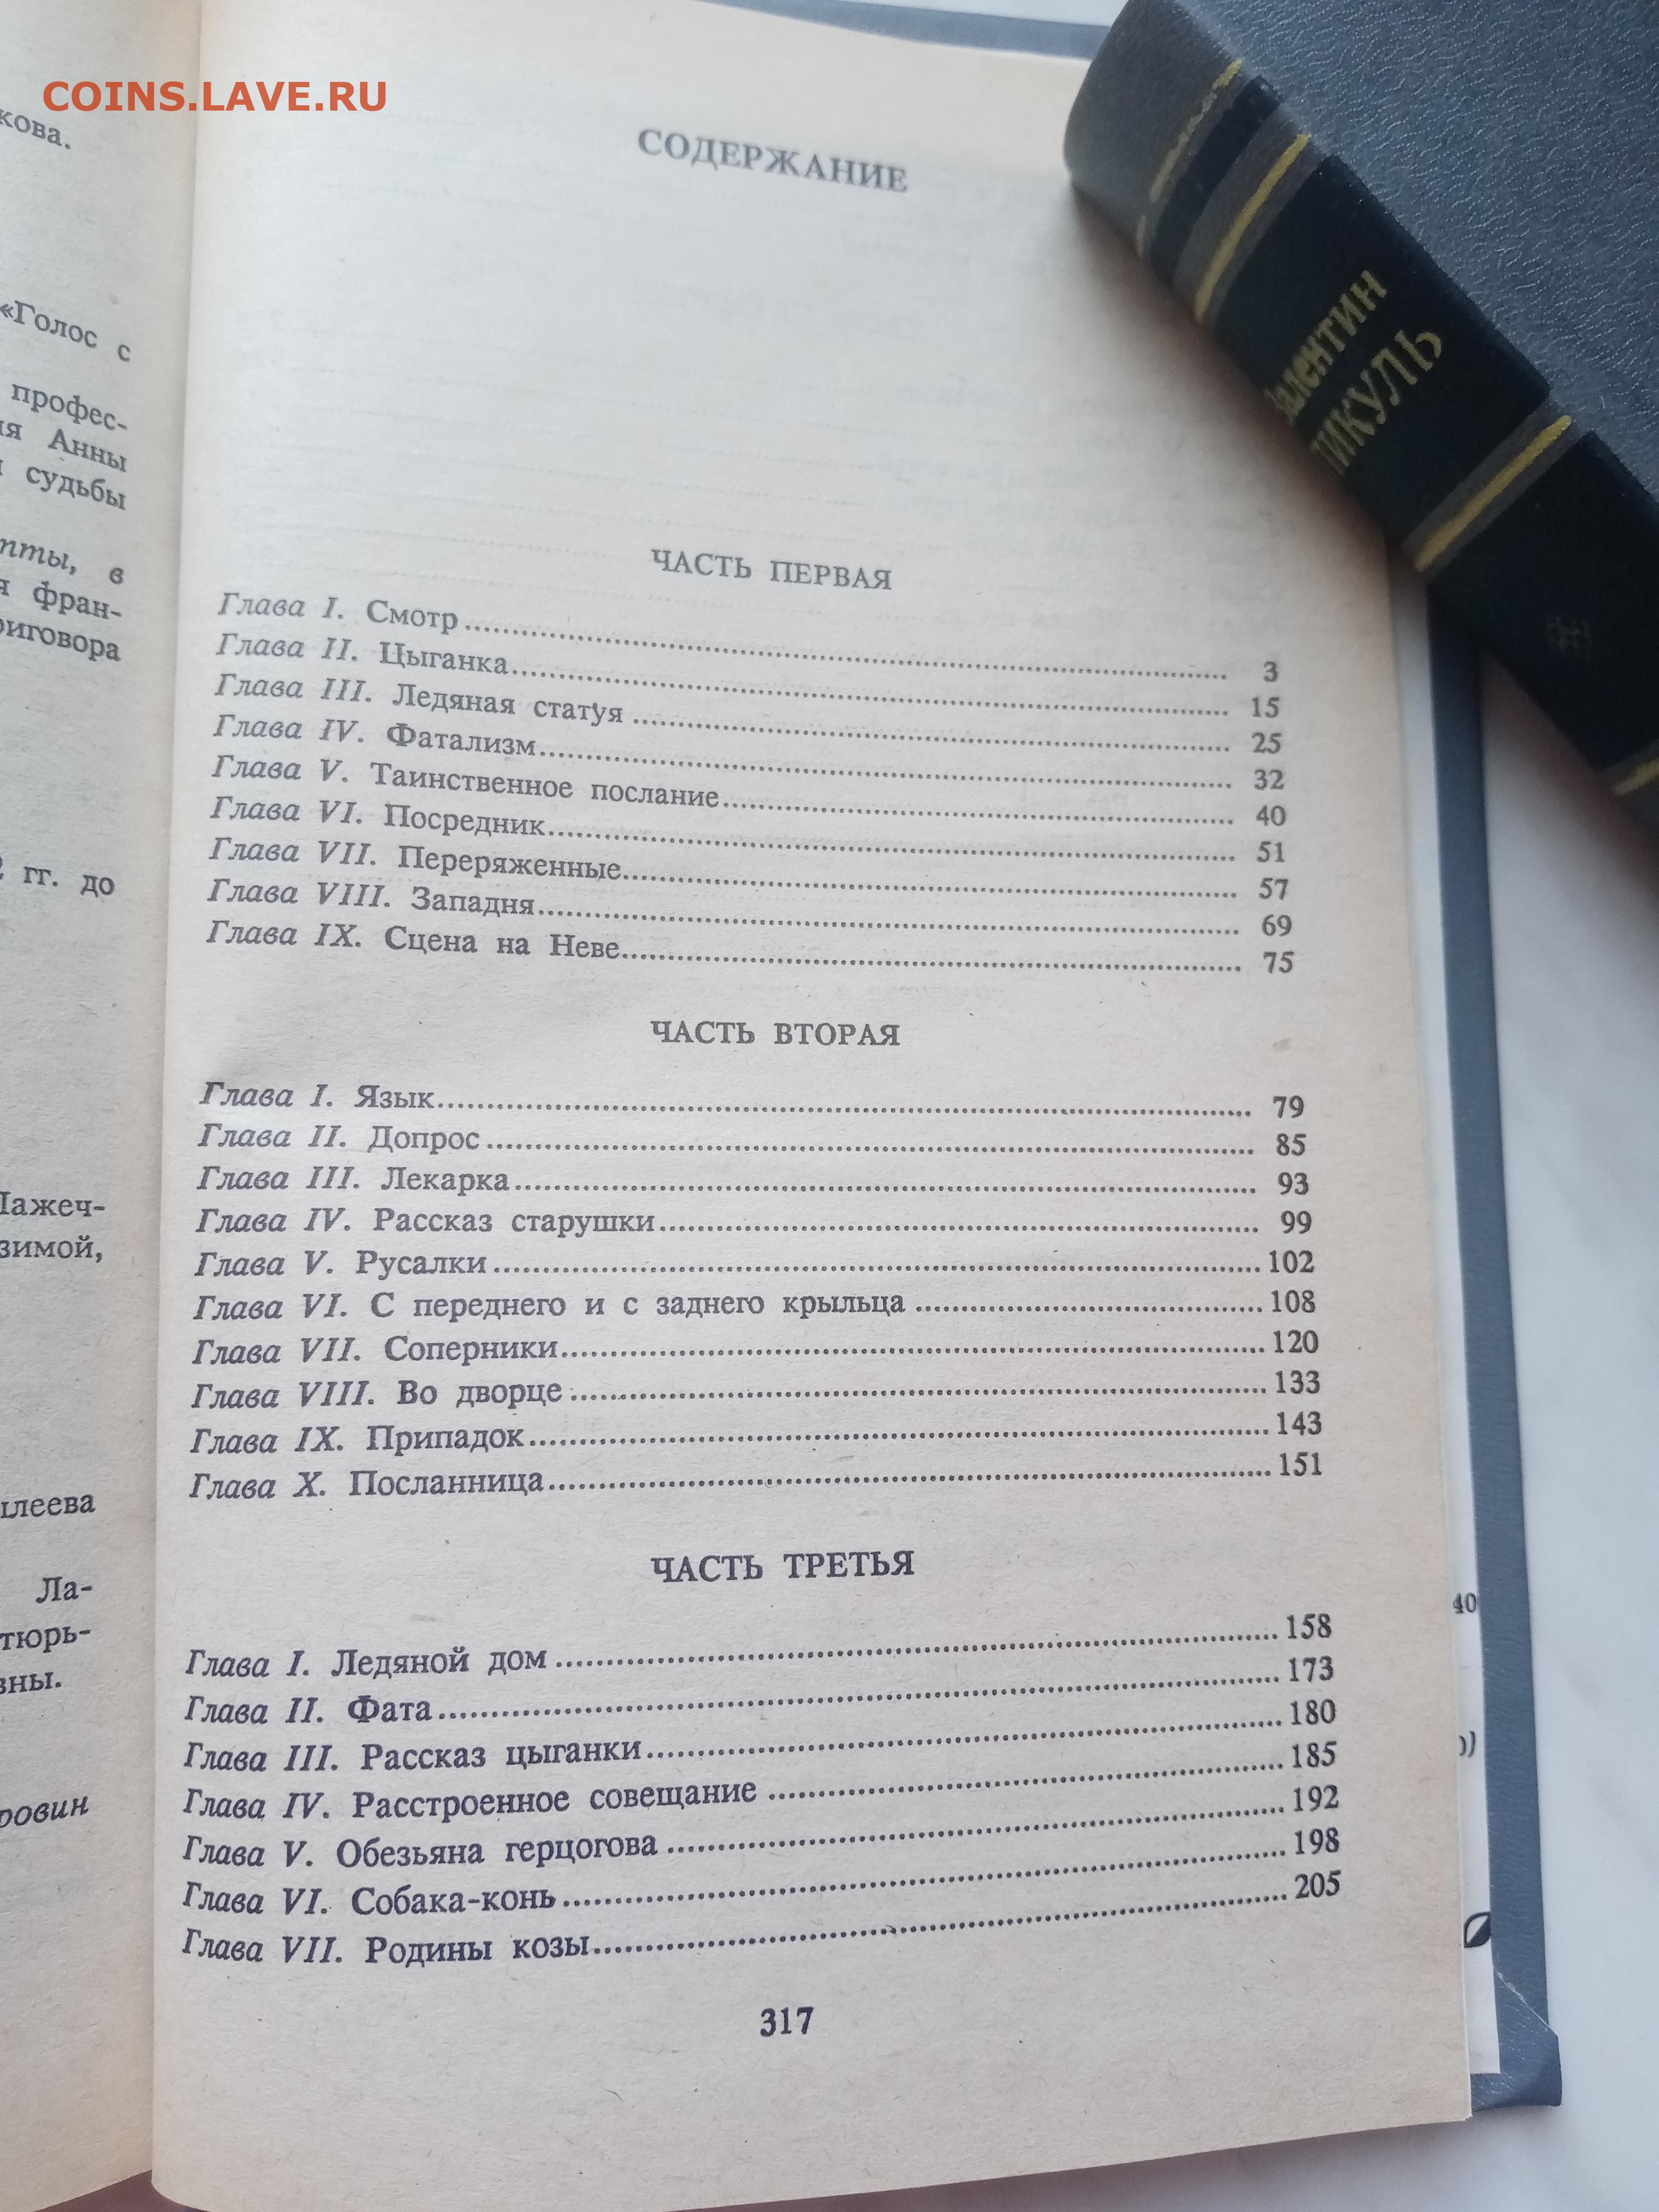 COINS.LAVE.RU
кова.
«Голос с
профес-
Анны
судьбы
в
фран-
гг. до
зимой,
Ла-
СОДЕРЖАНИЕ
ЧАСТЬ ПЕРВАЯ
Глава I. Смотр 3
Глава II. Цыганка 15
Глава III. Ледяная статуя 25
Глава IV. Фатализм 32
Глава V. Таинственное послание 40
Глава VI. Посредник 51
Глава VII. Переряженные 57
Глава VIII. Западня 69
Глава IX. Сцена на Неве 75
ЧАСТЬ ВТОРАЯ
Глава I. Язык 79
Глава II. Допрос 85
Глава III. Лекарка 93
Глава IV. Рассказ старушки 99
Глава V. Русалки 102
Глава VI. С переднего и с заднего крыльца 108
Глава VII. Соперники 120
Глава VIII. Во дворце 133
Глава IX. Припадок 143
Глава X. Посланница 151
ЧАСТЬ ТРЕТЬЯ
Глава I. Ледяной дом 158
Глава II. Фата 173
Глава III. Рассказ цыганки 180
Глава IV. Расстроенное совещание 185
Глава V. Обезьяна герцогова 192
Глава VI. Собака-конь 198
Глава VII. Родины козы 205
317
Валентин
ПИКУЛЬ
40